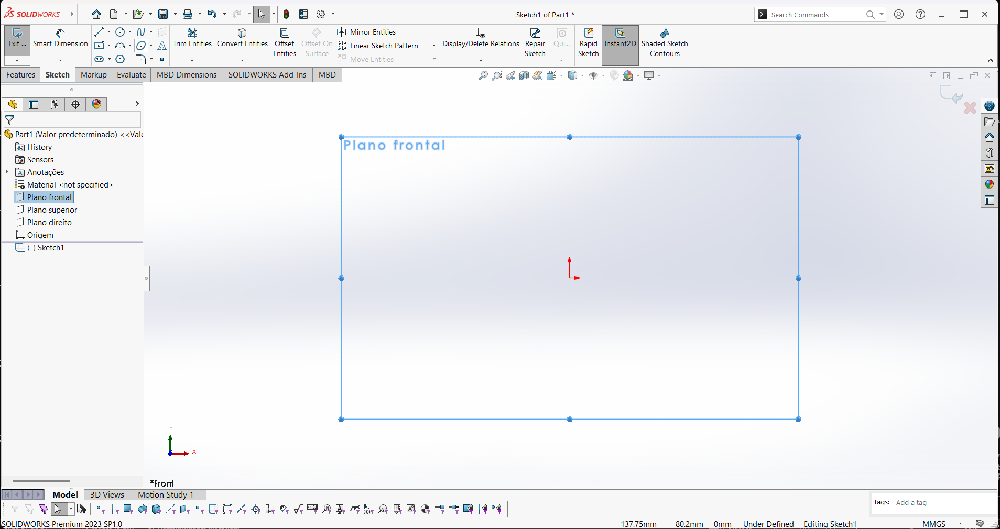 SOLIDWORKS
Sketch1 of Part1 *
Search Commands
Exit ...
Smart Dimension
Trim Entities
Convert Entities
Offset Entities
Offset On Surface
Mirror Entities
Linear Sketch Pattern
Move Entities
Display/Delete Relations
Repair Sketch
Qui...
Rapid Sketch
Instant2D
Shaded Sketch Contours
Features
Sketch
Markup
Evaluate
MBD Dimensions
SOLIDWORKS Add-Ins
MBD
Part1 (Valor predeterminado) <<Valo
History
Sensors
Anotações
Material <not specified>
Plano frontal
Plano superior
Plano direito
Origem
(-) Sketch1
Plano frontal
Y
X
*Front
Model
3D Views
Motion Study 1
Tags:
Add a tag
SOLIDWORKS Premium 2023 SP1.0
137.75mm
80.2mm
0mm
Under Defined
Editing Sketch1
MMGS